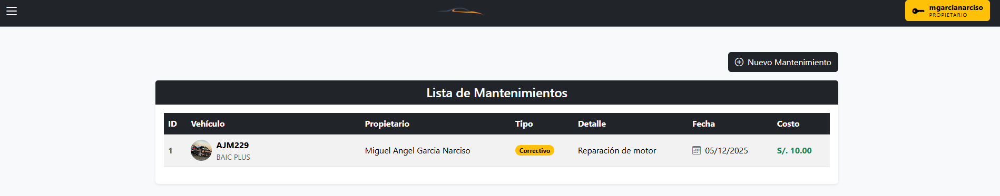 mgarcianarciso
PROPIETARIO
Nuevo Mantenimiento
Lista de Mantenimientos
ID Vehículo Propietario Tipo Detalle Fecha Costo
1 AJM229 BAIC PLUS Miguel Angel Garcia Narciso Correctivo Reparación de motor 05/12/2025 S/. 10.00